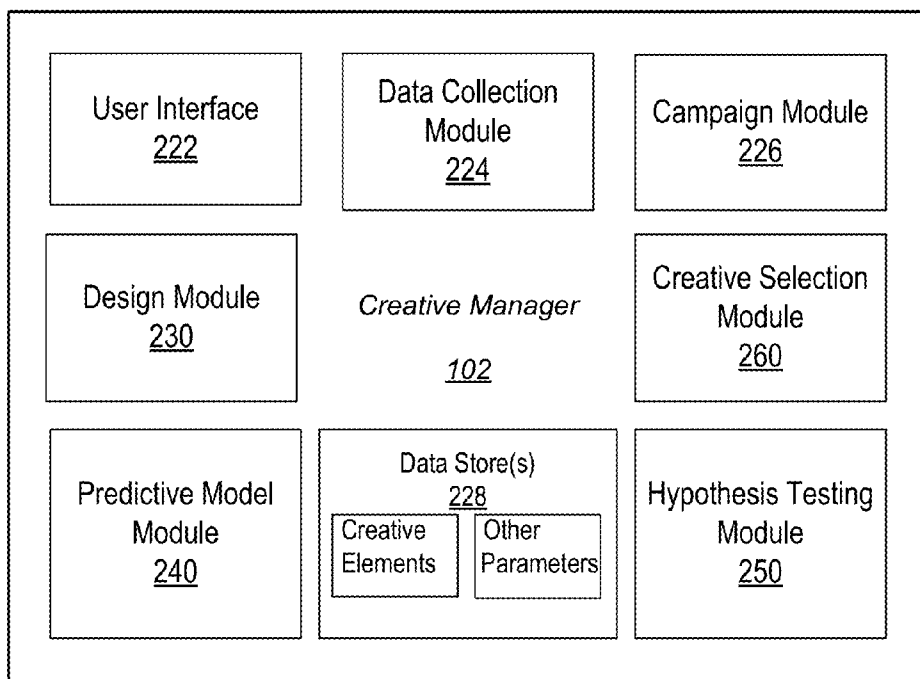 User Interface
222
Data Collection
Module
224
Campaign Module
226
Design Module
230
Creative Manager
102
Creative Selection
Module
260
Predictive Model
Module
240
Data Store(s)
228
Creative
Elements
Other
Parameters
Hypothesis Testing
Module
250